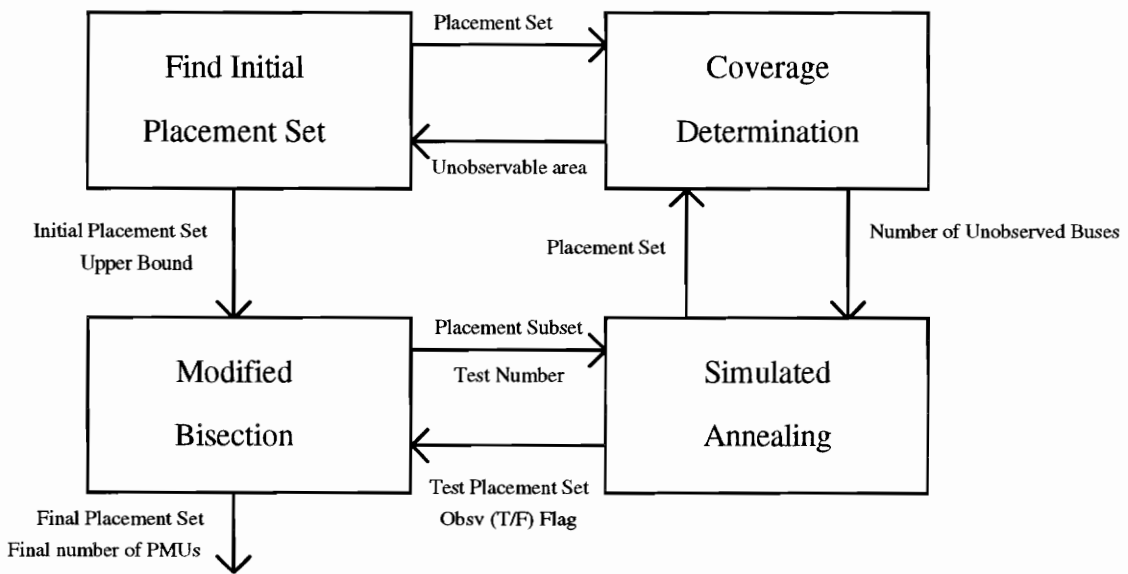 Placement Set
Find Initial
Placement Set
Coverage
Determination
Unobservable area
Initial Placement Set
Upper Bound
Placement Set
Number of Unobserved Buses
Placement Subset
Test Number
Modified
Bisection
Simulated
Annealing
Test Placement Set
Obsv (T/F) Flag
Final Placement Set
Final number of PMUs